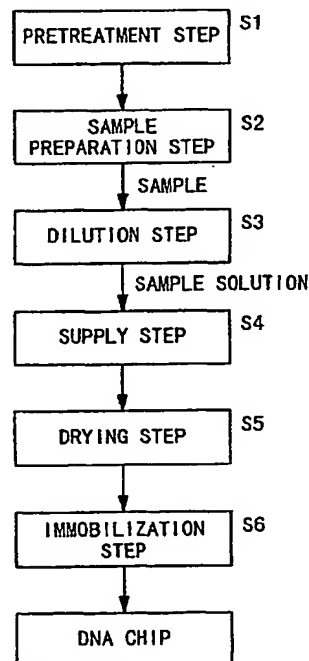 PRETREATMENT STEP S1
SAMPLE S2
PREPARATION STEP
SAMPLE
DILUTION STEP S3
SAMPLE SOLUTION
SUPPLY STEP S4
DRYING STEP S5
IMMOBILIZATION S6
STEP
DNA CHIP